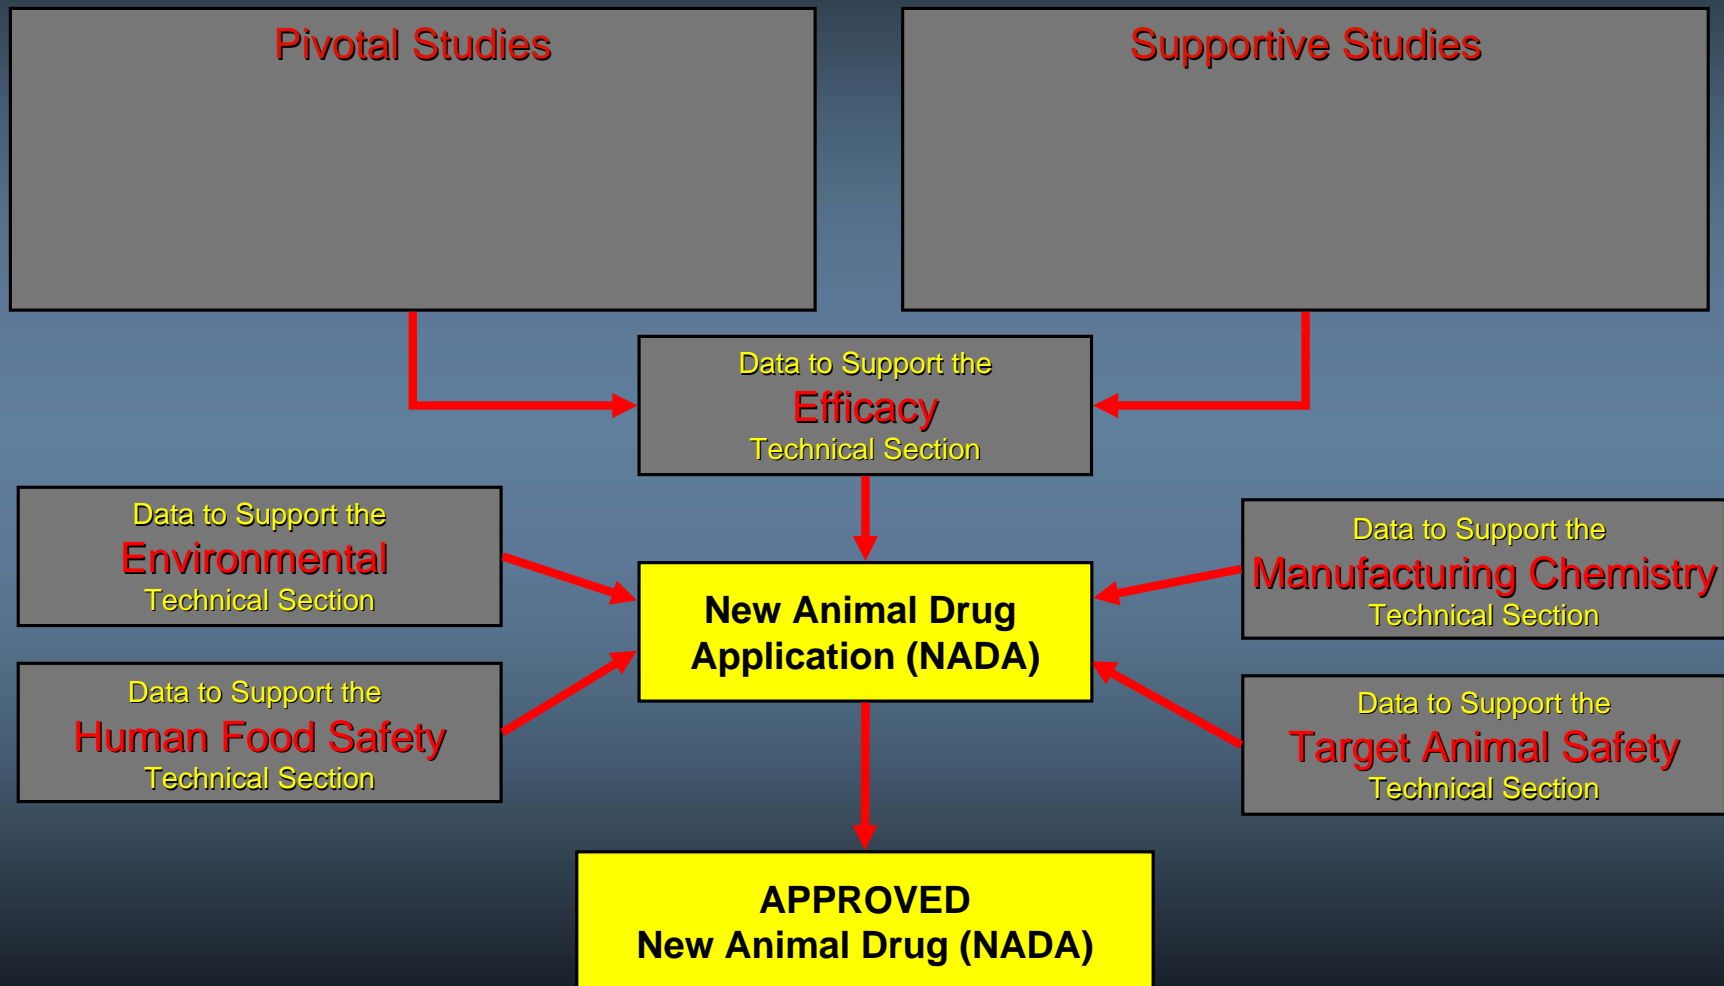 Pivotal Studies
Supportive Studies
Data to Support the
Efficacy
Technical Section
Data to Support the
Environmental
Technical Section
Data to Support the
Manufacturing Chemistry
Technical Section
New Animal Drug
Application (NADA)
Data to Support the
Human Food Safety
Technical Section
Data to Support the
Target Animal Safety
Technical Section
APPROVED
New Animal Drug (NADA)